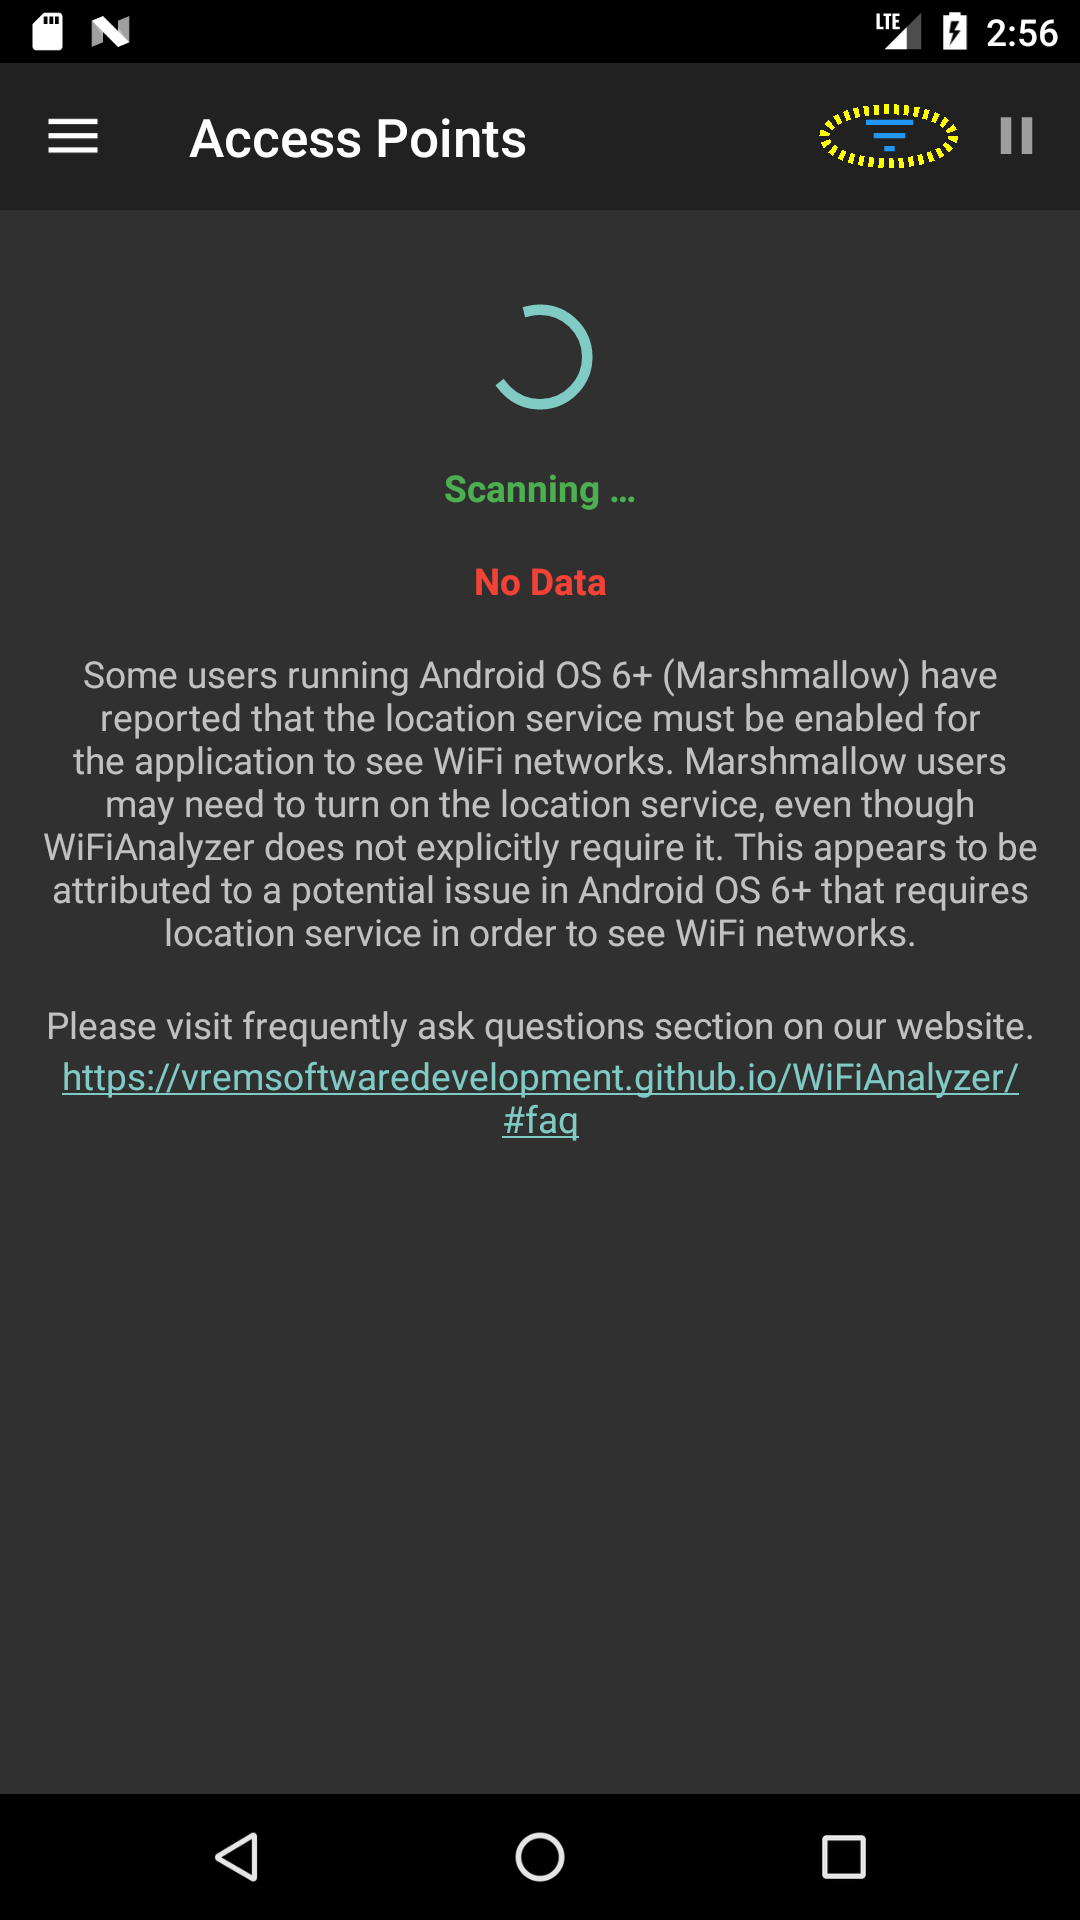 LTE 2:56
Access Points
Scanning ...
No Data
Some users running Android OS 6+ (Marshmallow) have
reported that the location service must be enabled for
the application to see WiFi networks. Marshmallow users
may need to turn on the location service, even though
WiFiAnalyzer does not explicitly require it. This appears to be
attributed to a potential issue in Android OS 6+ that requires
location service in order to see WiFi networks.
Please visit frequently ask questions section on our website.
https://vremsoftwaredevelopment.github.io/WiFiAnalyzer/
#faq